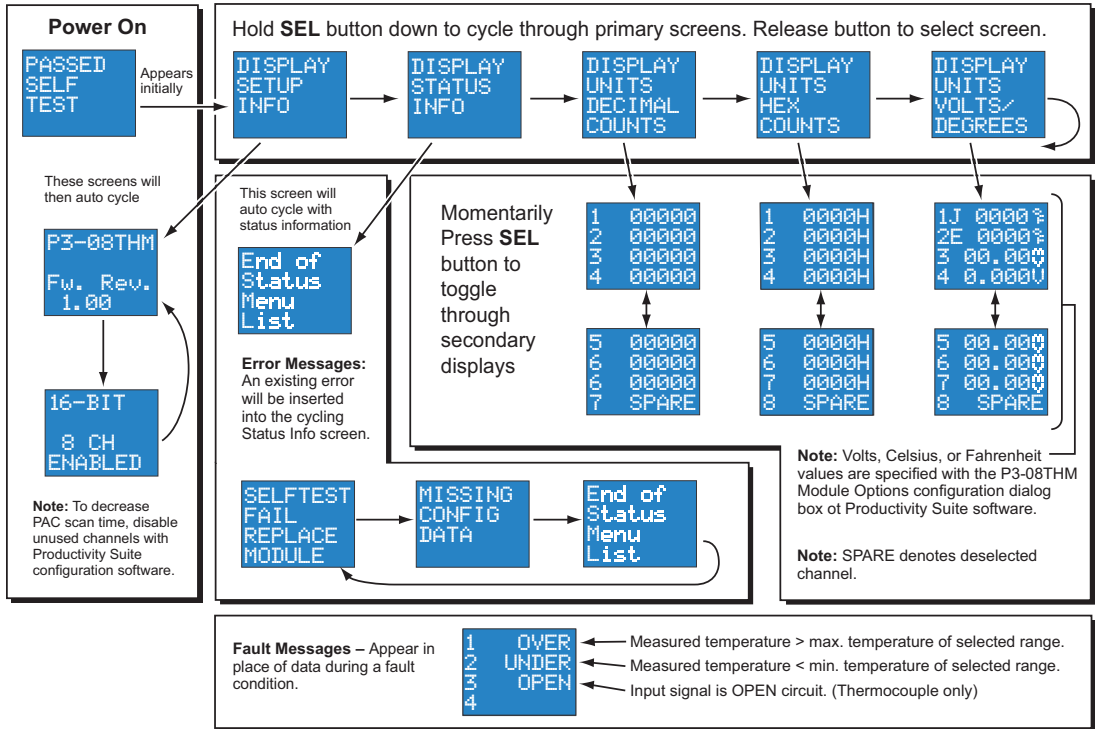 Power On
PASSED
SELF
TEST
Appears
initially
These screens will
then auto cycle
P3-08THM
Fw. Rev.
1.00
16-BIT
8 CH
ENABLED
Note: To decrease
PAC scan time, disable
unused channels with
Productivity Suite
configuration software.
Hold SEL button down to cycle through primary screens. Release button to select screen.
DISPLAY
SETUP
INFO
DISPLAY
STATUS
INFO
DISPLAY
UNITS
DECIMAL
COUNTS
DISPLAY
UNITS
HEX
COUNTS
DISPLAY
UNITS
VOLTS/
DEGREES
This screen will
auto cycle with
status information
End of
Status
Menu
List
Error Messages:
An existing error
will be inserted
into the cycling
Status Info screen.
SELFTEST
FAIL
REPLACE
MODULE
MISSING
CONFIG
DATA
End of
Status
Menu
List
Momentarily
Press SEL
button to
toggle
through
secondary
displays
1 00000
2 00000
3 00000
4 00000
5 00000
6 00000
6 00000
7 SPARE
1 0000H
2 0000H
3 0000H
4 0000H
5 0000H
6 0000H
7 0000H
8 SPARE
1J 0000°F
2E 0000°F
3 00.00mV
4 0.000V
5 00.00mV
6 00.00mV
7 00.00mV
8 SPARE
Note: Volts, Celsius, or Fahrenheit
values are specified with the P3-08THM
Module Options configuration dialog
box ot Productivity Suite software.
Note: SPARE denotes deselected
channel.
Fault Messages – Appear in
place of data during a fault
condition.
1 OVER
2 UNDER
3 OPEN
4
Measured temperature > max. temperature of selected range.
Measured temperature < min. temperature of selected range.
Input signal is OPEN circuit. (Thermocouple only)